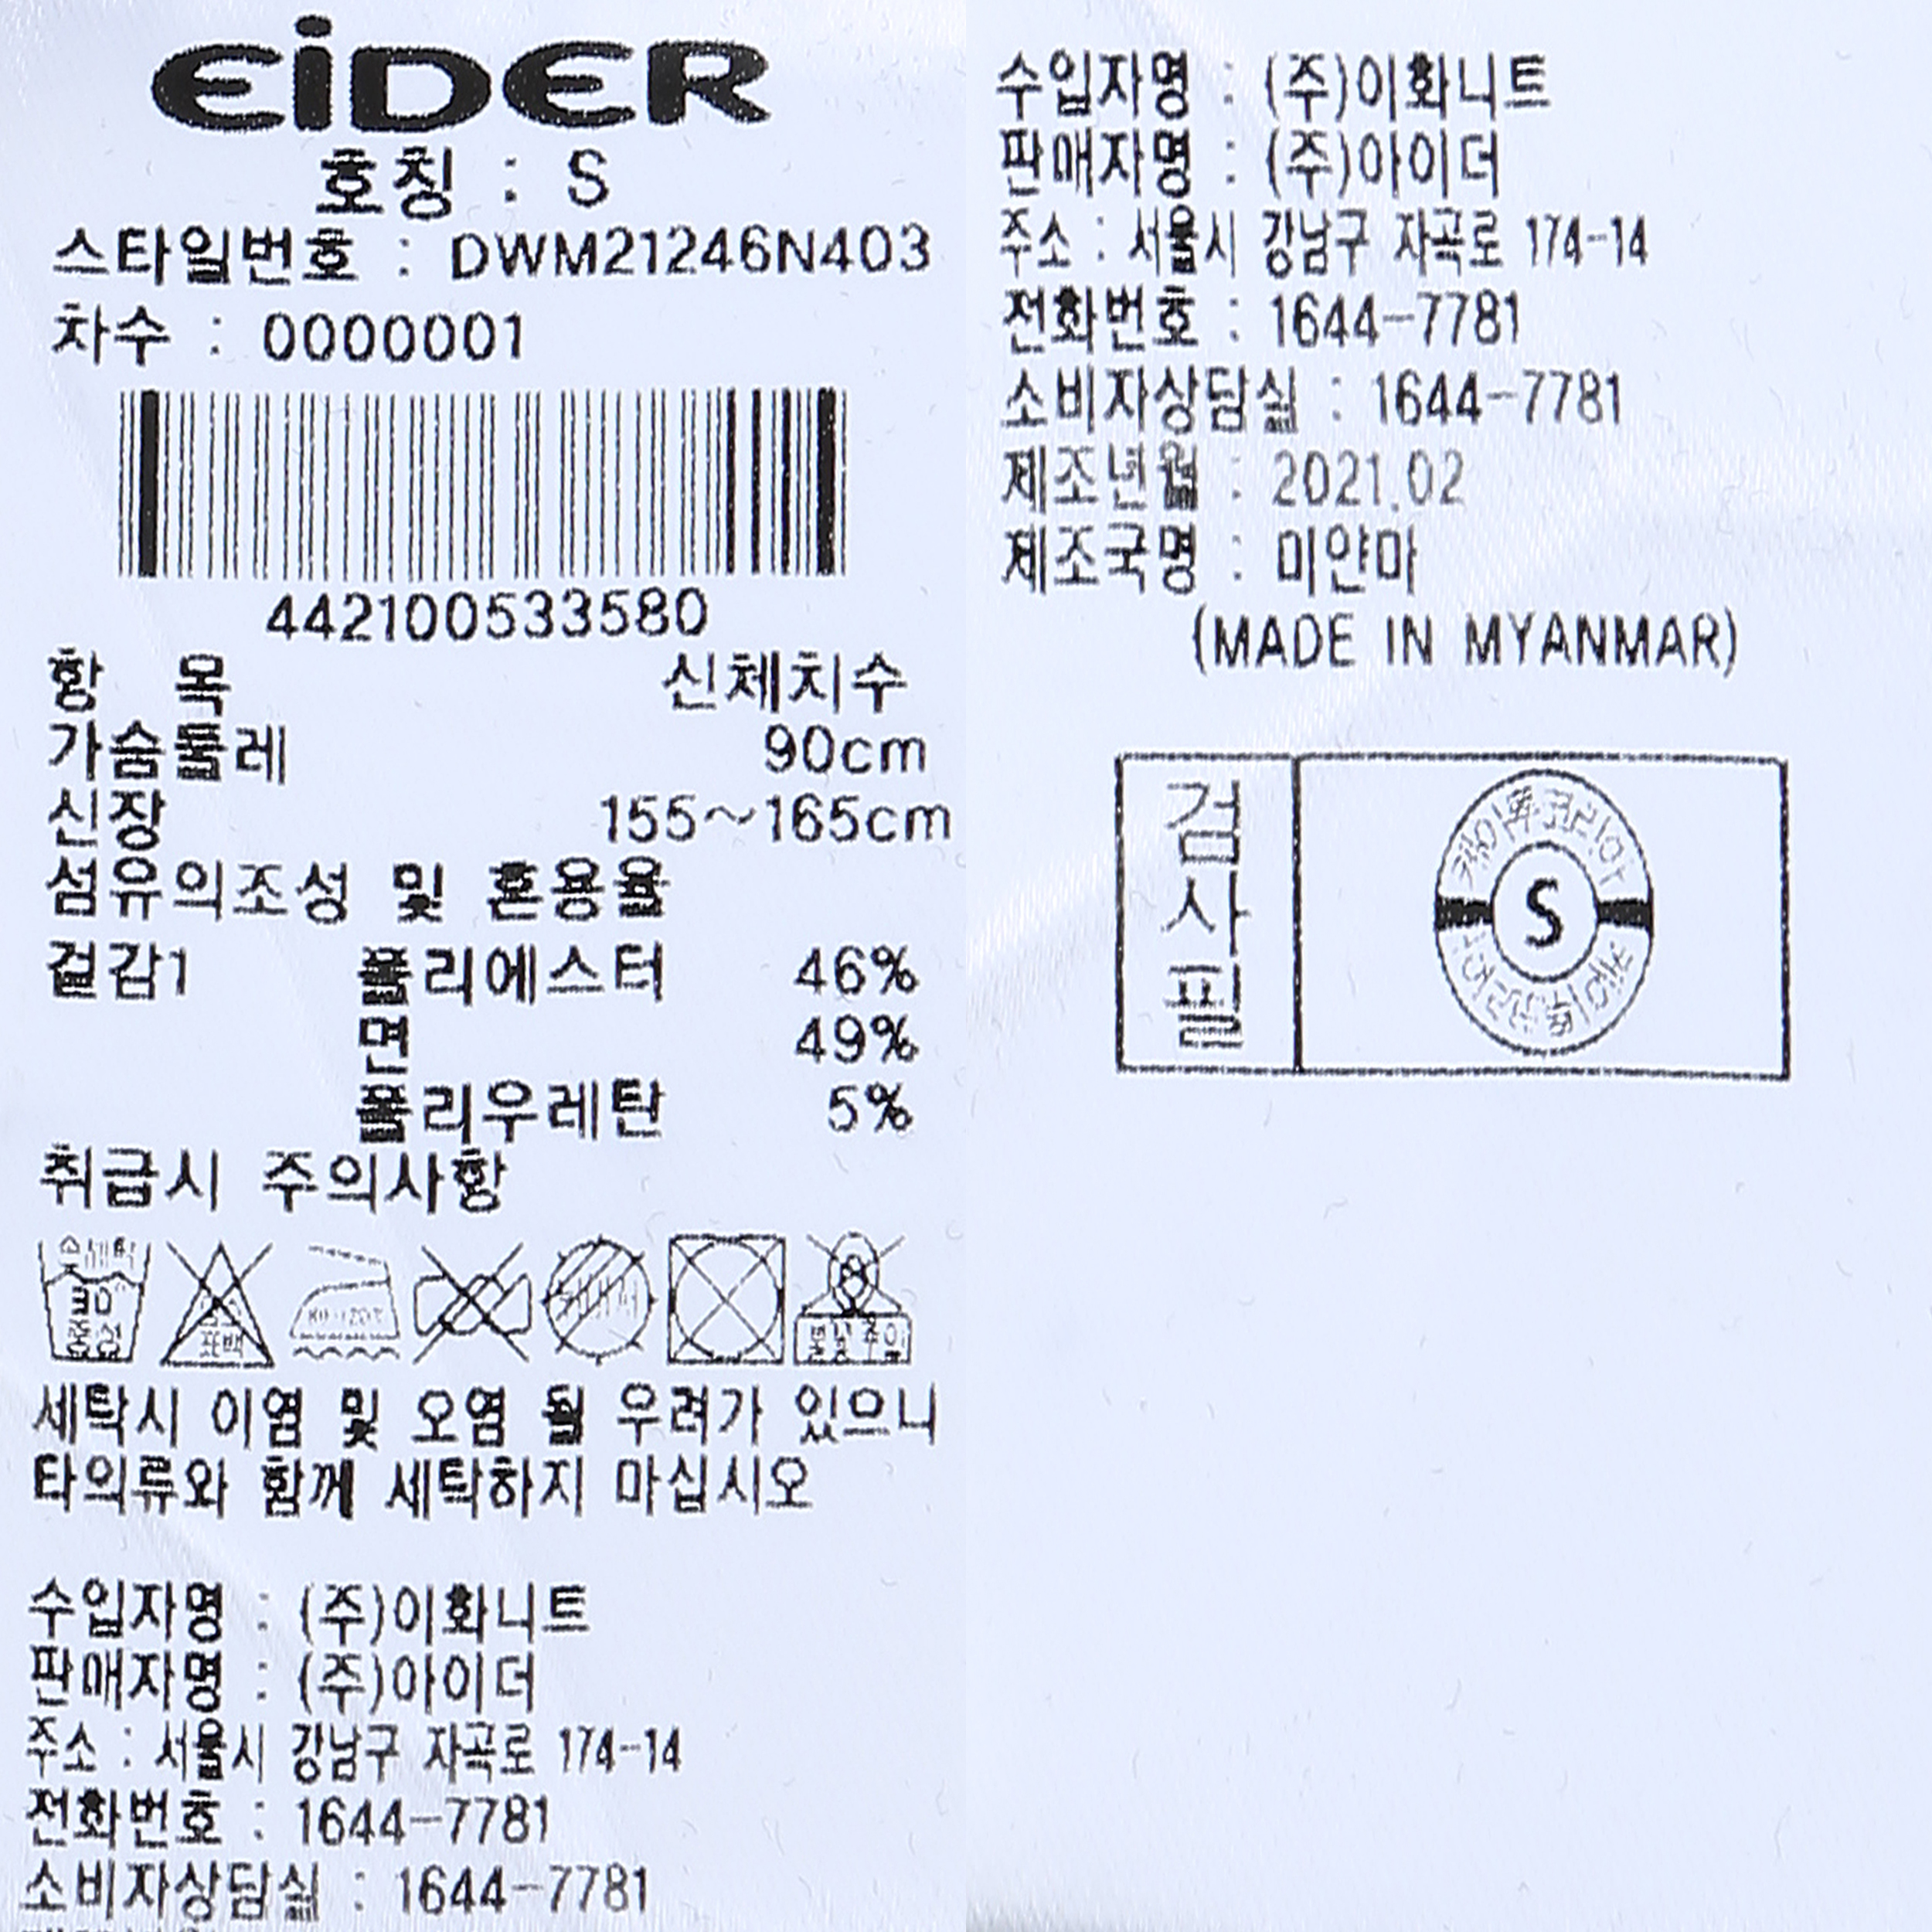 EiDER
호칭 : S
스타일번호 : DWM21246N403
차수 : 0000001
442100533580
항 목 신체치수
가슴둘레 90cm
신장 155~165cm
섬유의조성 및 혼용율
겉감1 폴리에스터 46%
면 49%
폴리우레탄 5%
취급시 주의사항
손세탁
30°
중성
표백
80~120℃
세탁시 이염 및 오염 될 우려가 있으니
타의류와 함께 세탁하지 마십시오
수입자명 : (주)이화니트
판매자명 : (주)아이더
주소 : 서울시 강남구 자곡로 174-14
전화번호 : 1644-7781
소비자상담실 : 1644-7781
수입자명 : (주)이화니트
판매자명 : (주)아이더
주소 : 서울시 강남구 자곡로 174-14
전화번호 : 1644-7781
소비자상담실 : 1644-7781
제조년월 : 2021.02
제조국명 : 미얀마
(MADE IN MYANMAR)
검사필
S